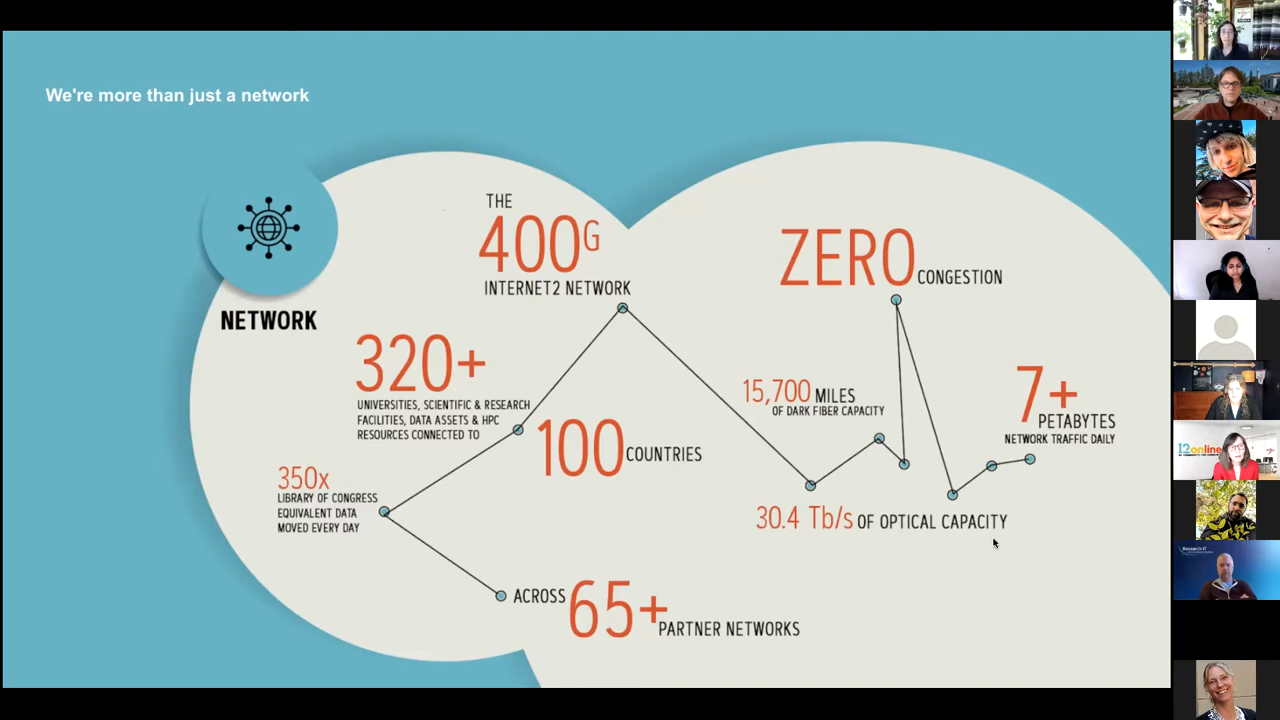 We're more than just a network
NETWORK
THE
400G
INTERNET2 NETWORK
320+
UNIVERSITIES, SCIENTIFIC & RESEARCH
FACILITIES, DATA ASSETS & HPC
RESOURCES CONNECTED TO
100 COUNTRIES
350x
LIBRARY OF CONGRESS
EQUIVALENT DATA
MOVED EVERY DAY
ACROSS 65+
PARTNER NETWORKS
ZERO CONGESTION
15,700 MILES
OF DARK FIBER CAPACITY
30.4 Tb/s OF OPTICAL CAPACITY
7+
PETABYTES
NETWORK TRAFFIC DAILY
I2online
Research IT